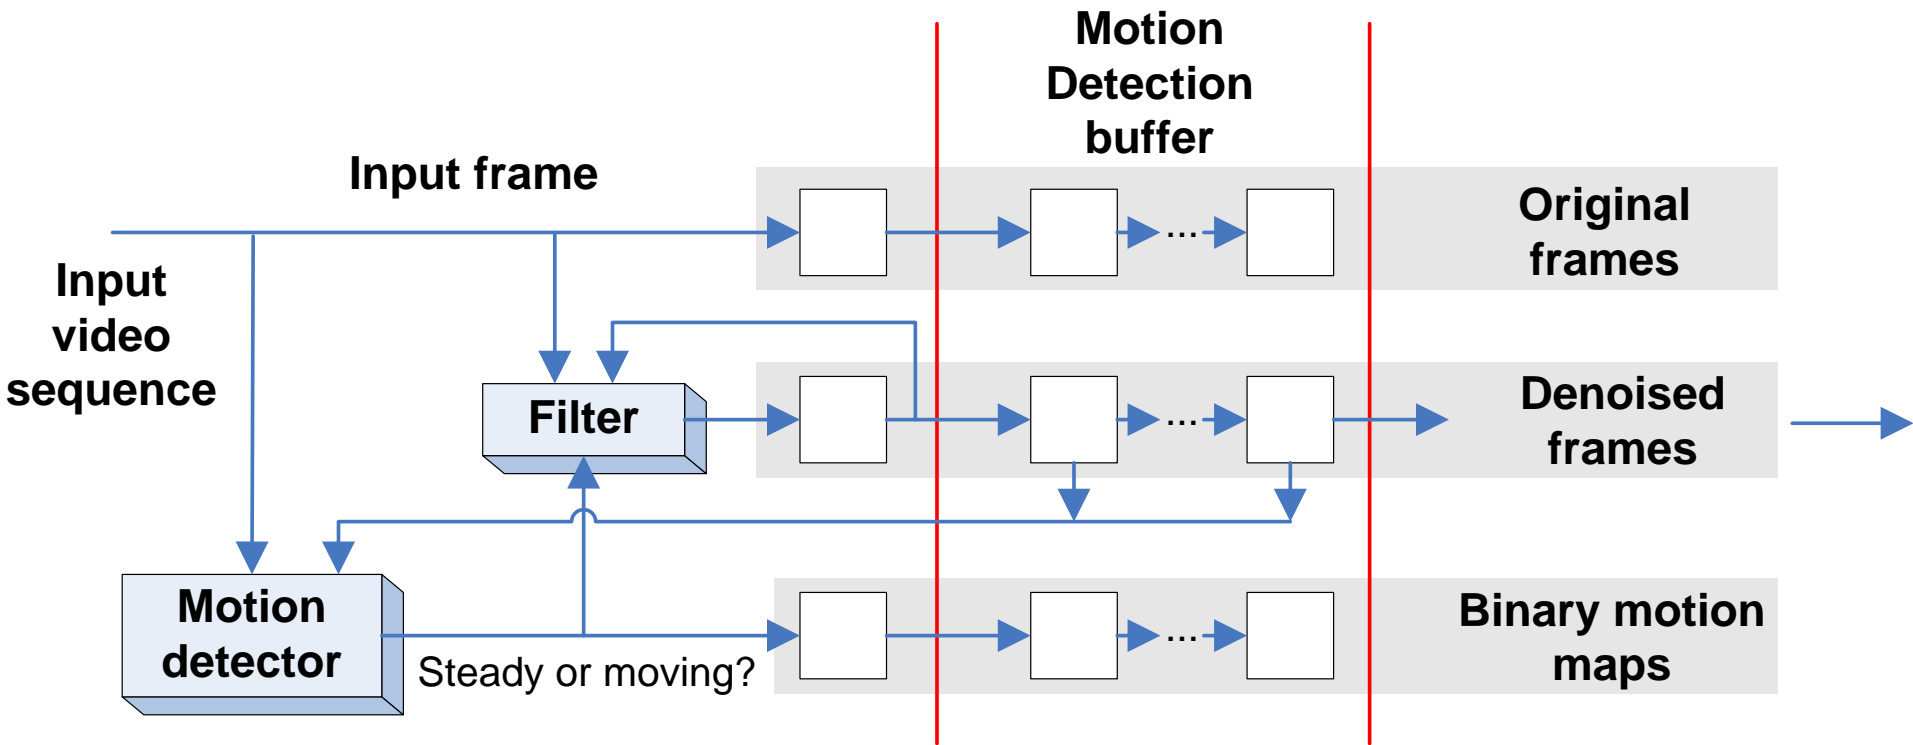 Motion
Detection
buffer
Input frame
Original
frames
...
Input
video
sequence
Filter
...
Denoised
frames
Motion
detector
Steady or moving?
...
Binary motion
maps